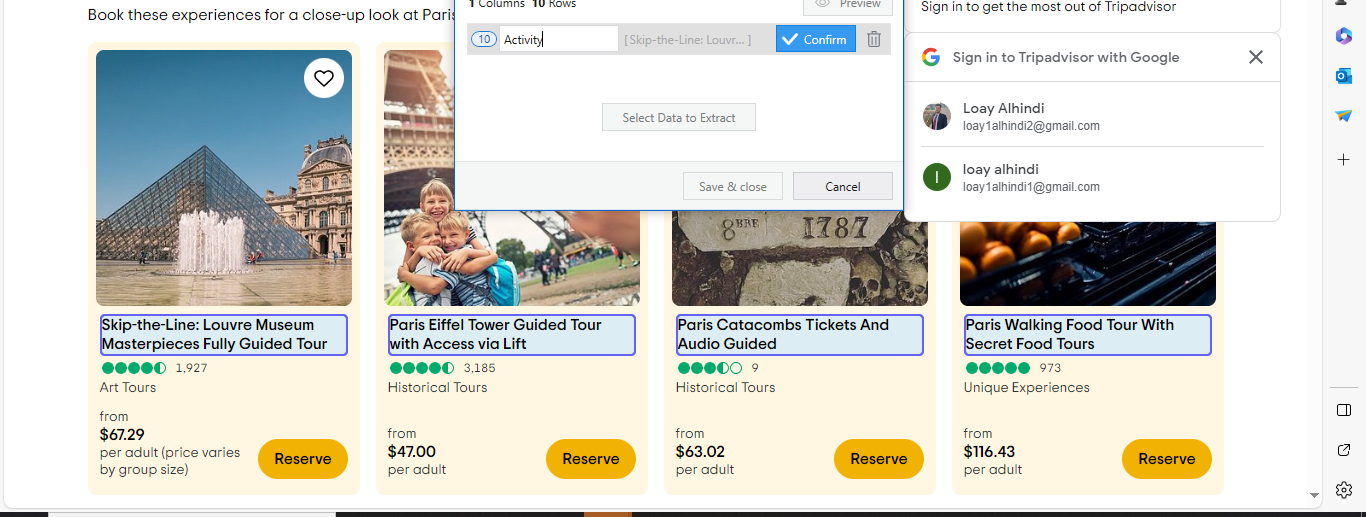 Book these experiences for a close-up look at Paris
1 Columns 10 Rows
Preview
10 Activity [Skip-the-Line: Louvr... ] Confirm
Select Data to Extract
Save & close Cancel
Sign in to get the most out of Tripadvisor
Sign in to Tripadvisor with Google
Loay Alhindi
loay1alhindi2@gmail.com
l
loay alhindi
loay1alhindi1@gmail.com
8BRE 1787
Skip-the-Line: Louvre Museum
Masterpieces Fully Guided Tour
1,927
Art Tours
from
$67.29
per adult (price varies
by group size)
Reserve
Paris Eiffel Tower Guided Tour
with Access via Lift
3,185
Historical Tours
from
$47.00
per adult
Reserve
Paris Catacombs Tickets And
Audio Guided
9
Historical Tours
from
$63.02
per adult
Reserve
Paris Walking Food Tour With
Secret Food Tours
973
Unique Experiences
from
$116.43
per adult
Reserve